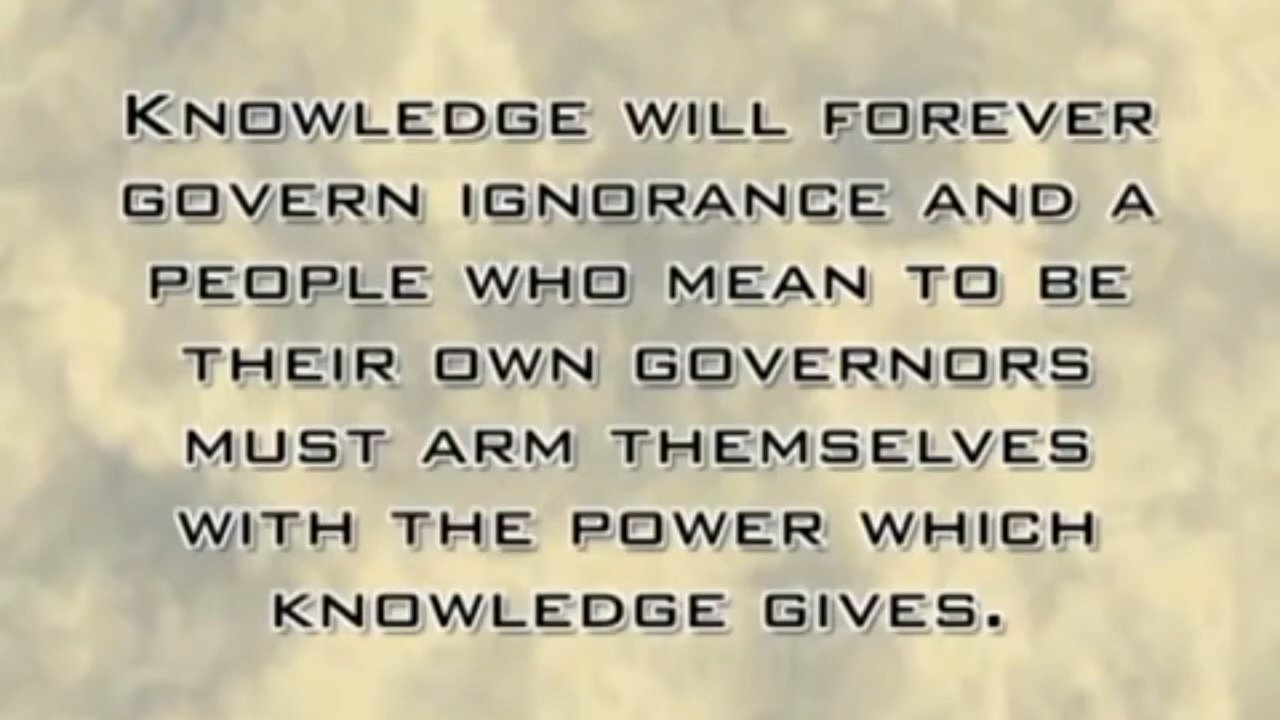 Knowledge will forever
govern ignorance and a
people who mean to be
their own governors
must arm themselves
with the power which
knowledge gives.